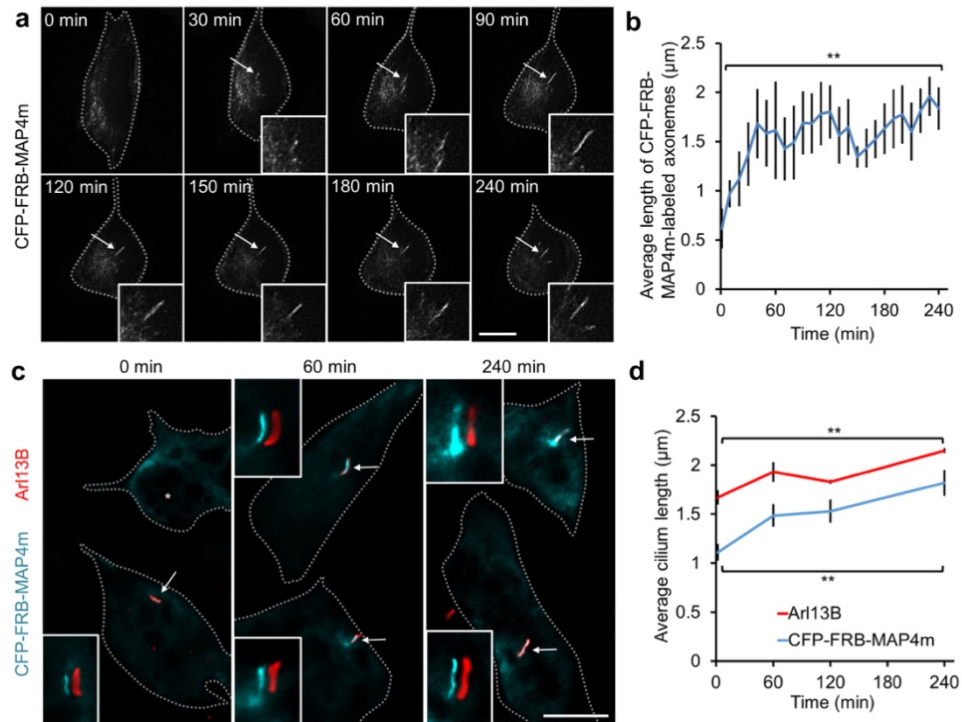 a
0 min
30 min
60 min
90 min
120 min
150 min
180 min
240 min
CFP-FRB-MAP4m
b
**
2.5
2
1.5
1
0.5
0
0
60
120
180
240
Time (min)
Average length of CFP-FRB-
MAP4m-labeled axonemes (µm)
c
0 min
60 min
240 min
*
CFP-FRB-MAP4m
Arl13B
d
**
**
2.5
2
1.5
1
0.5
0
0
60
120
180
240
Time (min)
Average cilium length (µm)
Arl13B
CFP-FRB-MAP4m